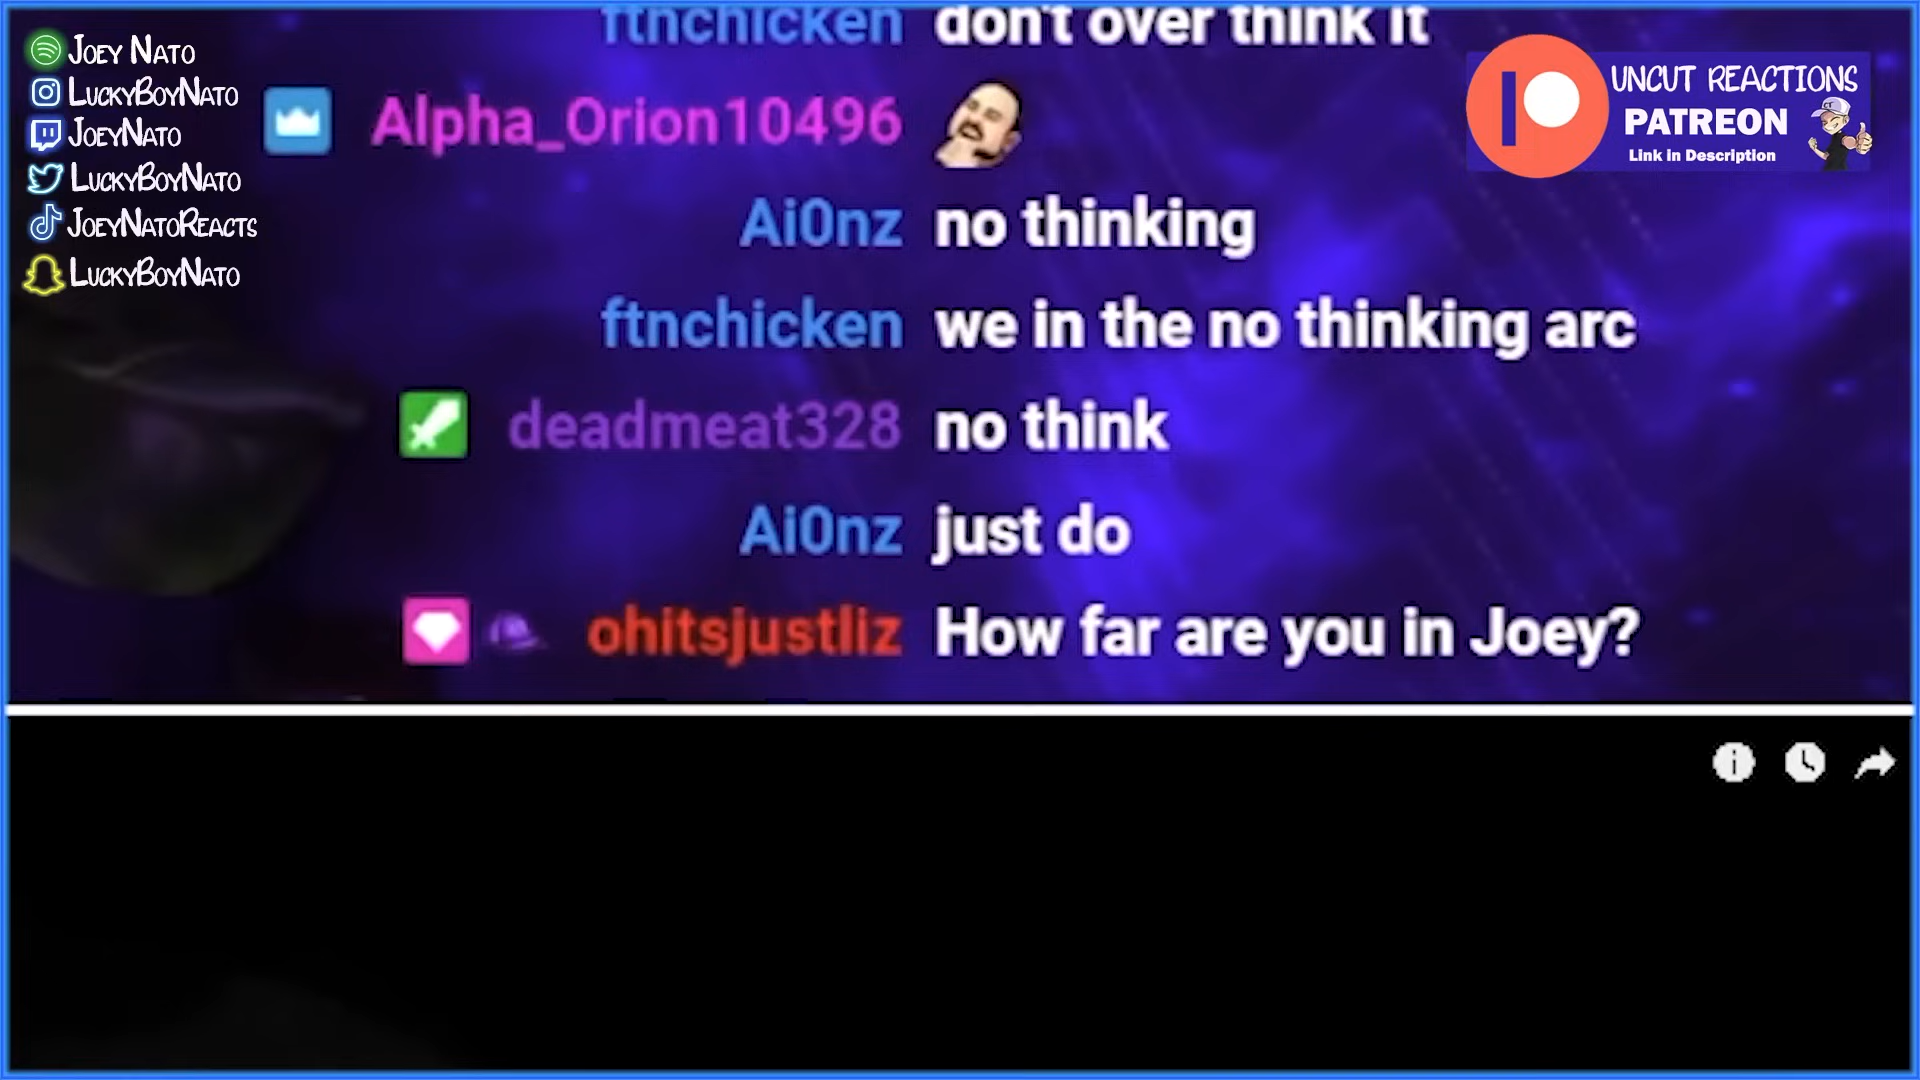 ftnchicken don't over think it
Joey Nato
LuckyBoyNato
JoeyNato
LuckyBoyNato
JoeyNatoReacts
LuckyBoyNato
UNCUT REACTIONS
PATREON
Link in Description
Alpha_Orion10496
Ai0nz no thinking
ftnchicken we in the no thinking arc
deadmeat328 no think
Ai0nz just do
ohitsjustliz How far are you in Joey?